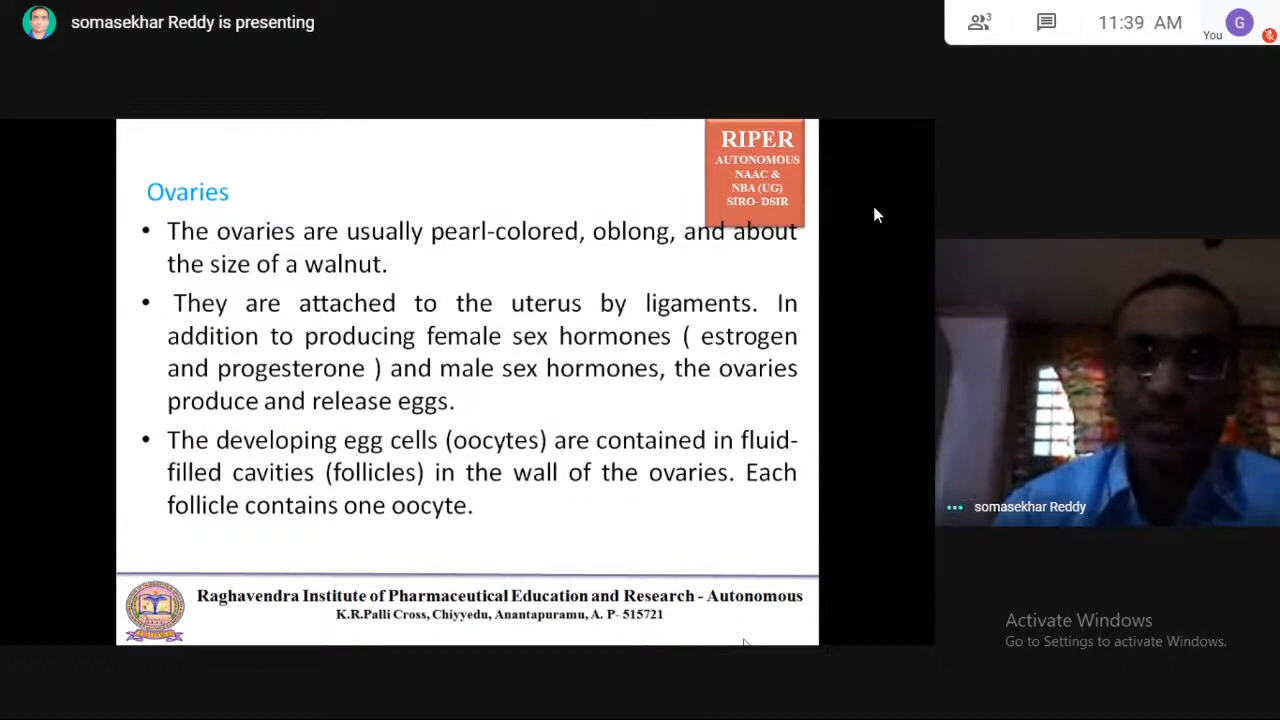 somasekhar Reddy is presenting
3
11:39 AM
You
G
RIPER
AUTONOMOUS
NAAC &
NBA (UG)
SIRO- DSIR
Ovaries
• The ovaries are usually pearl-colored, oblong, and about
the size of a walnut.
• They are attached to the uterus by ligaments. In
addition to producing female sex hormones ( estrogen
and progesterone ) and male sex hormones, the ovaries
produce and release eggs.
• The developing egg cells (oocytes) are contained in fluid-
filled cavities (follicles) in the wall of the ovaries. Each
follicle contains one oocyte.
somasekhar Reddy
Raghavendra Institute of Pharmaceutical Education and Research - Autonomous
K.R.Palli Cross, Chiyyedu, Anantapuramu, A. P- 515721
Activate Windows
Go to Settings to activate Windows.